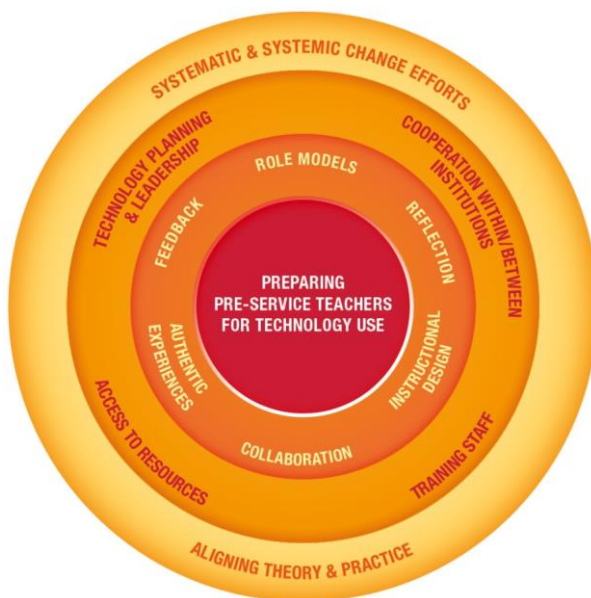 SYSTEMATIC & SYSTEMIC CHANGE EFFORTS
TECHNOLOGY PLANNING
& LEADERSHIP
COOPERATION WITHIN/BETWEEN
INSTITUTIONS
ROLE MODELS
FEEDBACK
REFLECTION
PREPARING
PRE-SERVICE TEACHERS
FOR TECHNOLOGY USE
AUTHENTIC
EXPERIENCES
INSTRUCTIONAL
DESIGN
COLLABORATION
ACCESS TO RESOURCES
TRAINING STAFF
ALIGNING THEORY & PRACTICE